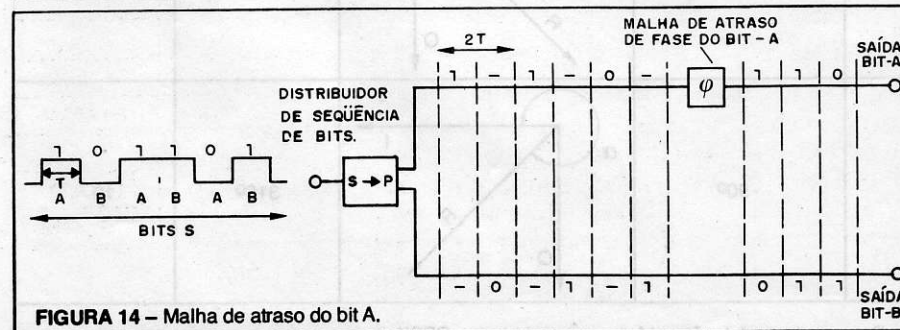 MALHA DE ATRASO
DE FASE DO BIT-A
2T
SAÍDA
BIT-A
1 - 1 - 0 -
φ
1 1 0
DISTRIBUIDOR
DE SEQÜÊNCIA
DE BITS.
1 0 1 1 0 1
T
A B A B A B
BITS S
S→P
- 0 - 1 - 1
0 1 1
SAÍDA
BIT-B
FIGURA 14 – Malha de atraso do bit A.